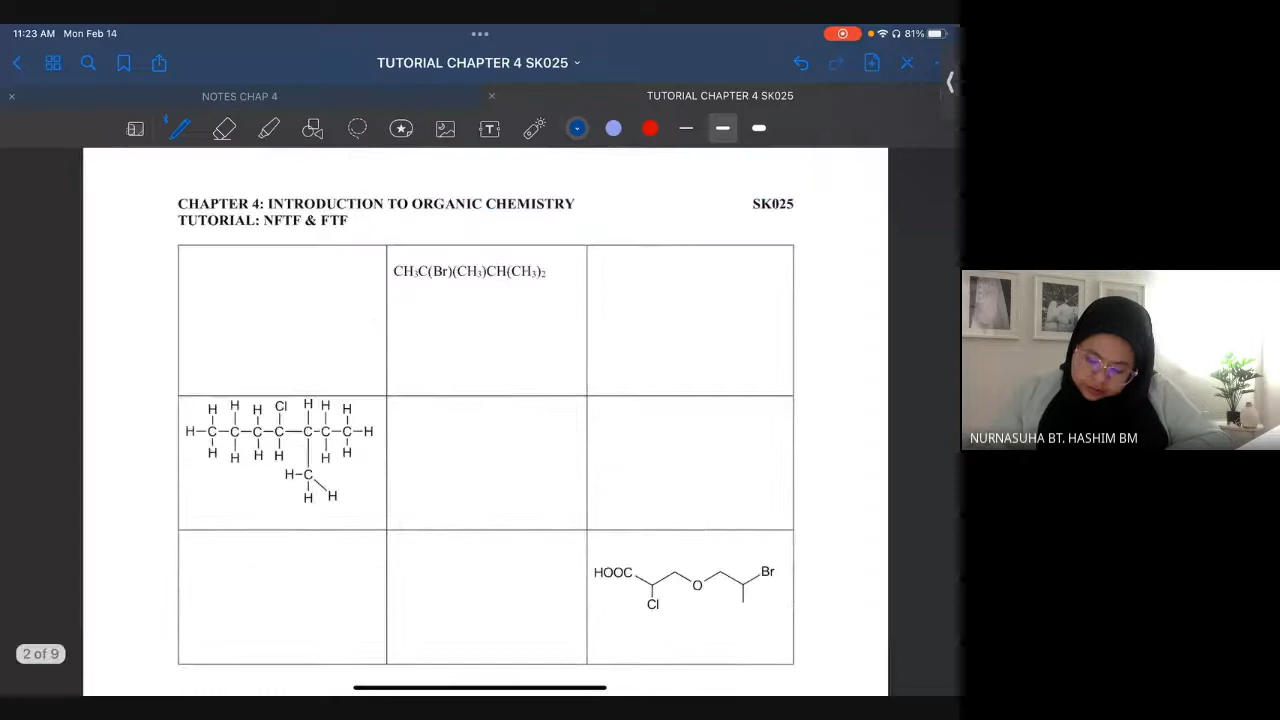 11:23 AM Mon Feb 14
81%
TUTORIAL CHAPTER 4 SK025
NOTES CHAP 4
TUTORIAL CHAPTER 4 SK025
CHAPTER 4: INTRODUCTION TO ORGANIC CHEMISTRY SK025
TUTORIAL: NFTF & FTF
CH₃C(Br)(CH₃)CH(CH₃)₂
H H H Cl H H H
H-C-C-C-C-C-C-C-H
H H H H H H
H-C
H H
HOOC Br
O
Cl
2 of 9
NURNASUHA BT. HASHIM BM